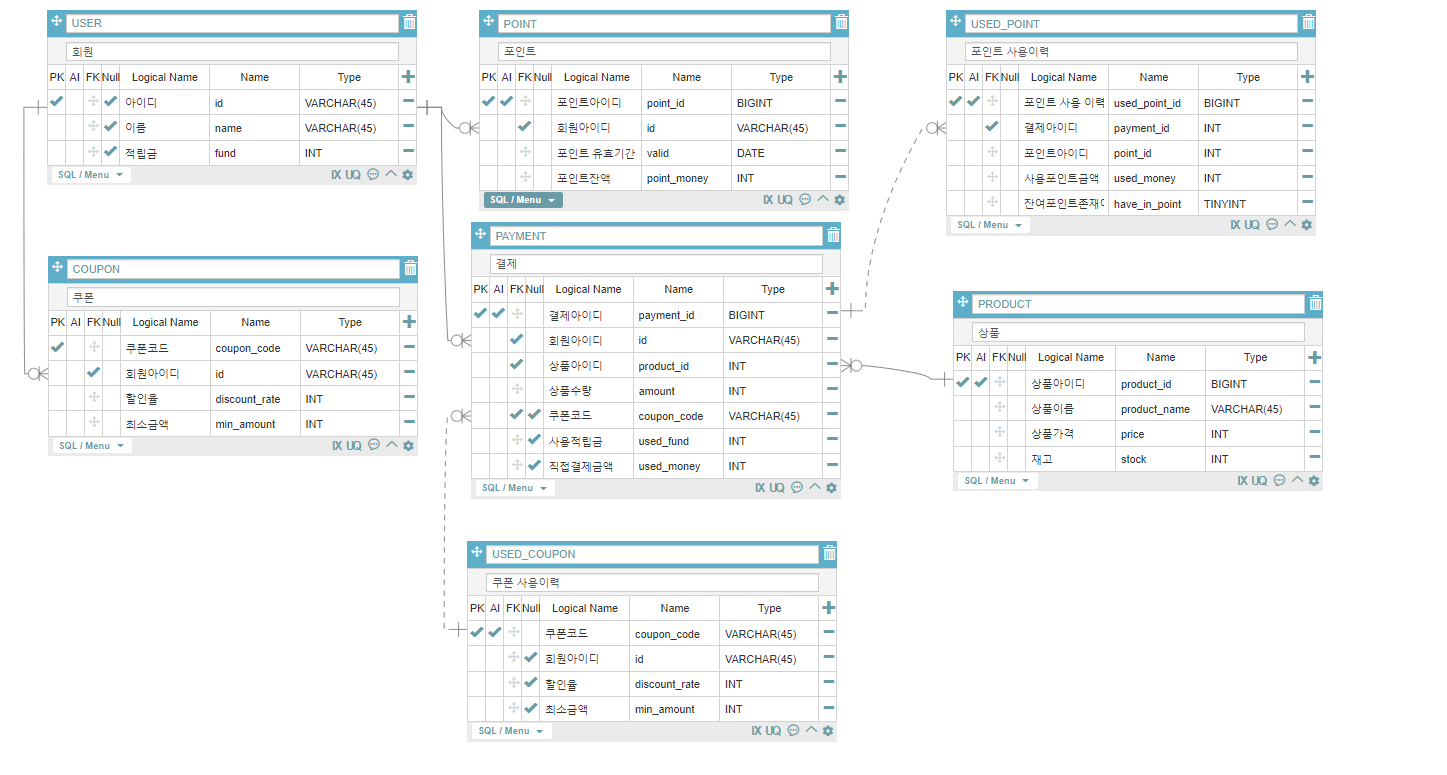 USER
회원
PK AI FK Null Logical Name Name Type
아이디 id VARCHAR(45)
이름 name VARCHAR(45)
적립금 fund INT
SQL / Menu IX UQ
POINT
포인트
PK AI FK Null Logical Name Name Type
포인트아이디 point_id BIGINT
회원아이디 id VARCHAR(45)
포인트 유효기간 valid DATE
포인트잔액 point_money INT
SQL / Menu IX UQ
USED_POINT
포인트 사용이력
PK AI FK Null Logical Name Name Type
포인트 사용 이력 used_point_id BIGINT
결제아이디 payment_id INT
포인트아이디 point_id INT
사용포인트금액 used_money INT
잔여포인트존재 have_in_point TINYINT
SQL / Menu IX UQ
COUPON
쿠폰
PK AI FK Null Logical Name Name Type
쿠폰코드 coupon_code VARCHAR(45)
회원아이디 id VARCHAR(45)
할인율 discount_rate INT
최소금액 min_amount INT
SQL / Menu IX UQ
PAYMENT
결제
PK AI FK Null Logical Name Name Type
결제아이디 payment_id BIGINT
회원아이디 id VARCHAR(45)
상품아이디 product_id INT
상품수량 amount INT
쿠폰코드 coupon_code VARCHAR(45)
사용적립금 used_fund INT
직접결제금액 used_money INT
SQL / Menu IX UQ
PRODUCT
상품
PK AI FK Null Logical Name Name Type
상품아이디 product_id BIGINT
상품이름 product_name VARCHAR(45)
상품가격 price INT
재고 stock INT
SQL / Menu IX UQ
USED_COUPON
쿠폰 사용이력
PK AI FK Null Logical Name Name Type
쿠폰코드 coupon_code VARCHAR(45)
회원아이디 id VARCHAR(45)
할인율 discount_rate INT
최소금액 min_amount INT
SQL / Menu IX UQ